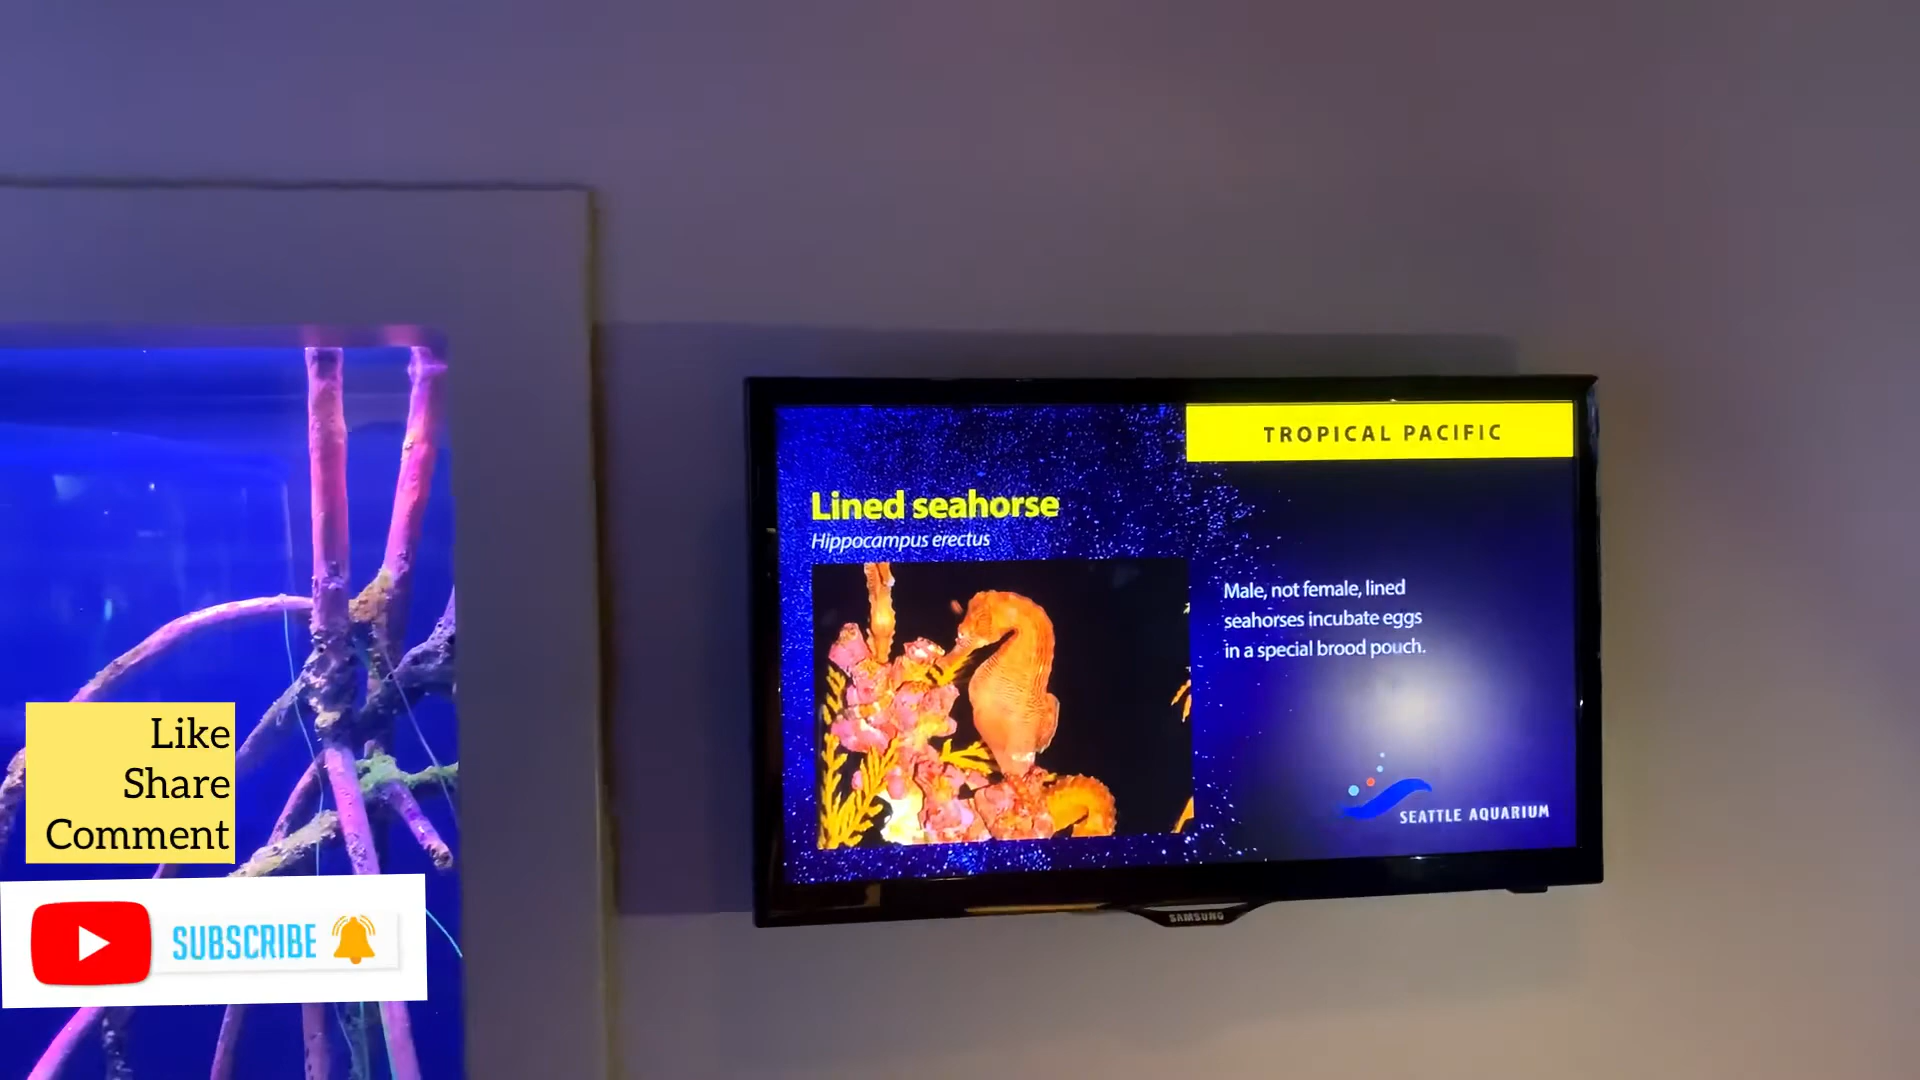 TROPICAL PACIFIC
Lined seahorse
Hippocampus erectus
Male, not female, lined
seahorses incubate eggs
in a special brood pouch.
SEATTLE AQUARIUM
SAMSUNG
Like
Share
Comment
SUBSCRIBE